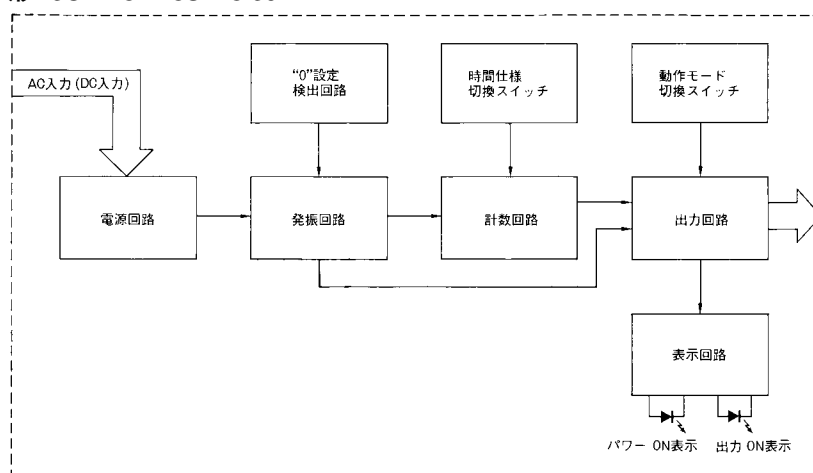 AC入力(DC入力)
“0”設定
検出回路
時間仕様
切換スイッチ
動作モード
切換スイッチ
電源回路
発振回路
計数回路
出力回路
表示回路
パワー ON表示
出力 ON表示